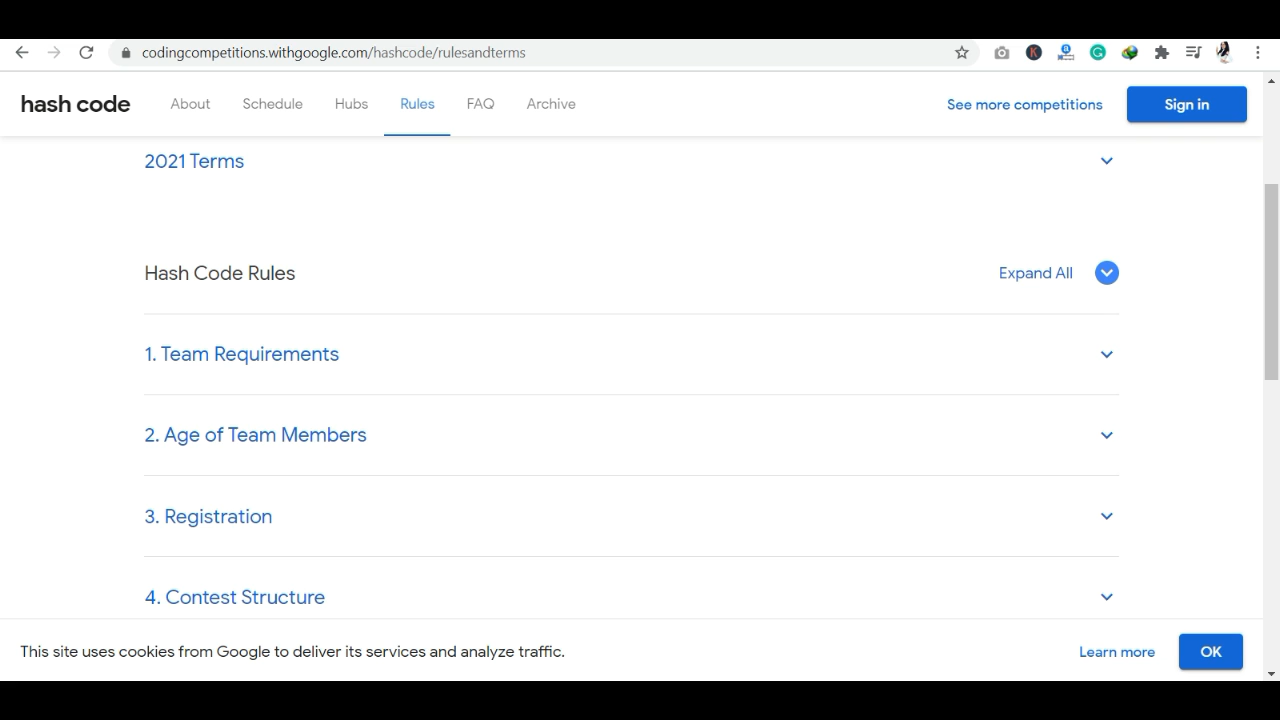 codingcompetitions.withgoogle.com/hashcode/rulesandterms
hash code About Schedule Hubs Rules FAQ Archive See more competitions Sign in
2021 Terms
Hash Code Rules Expand All
1. Team Requirements
2. Age of Team Members
3. Registration
4. Contest Structure
This site uses cookies from Google to deliver its services and analyze traffic. Learn more OK